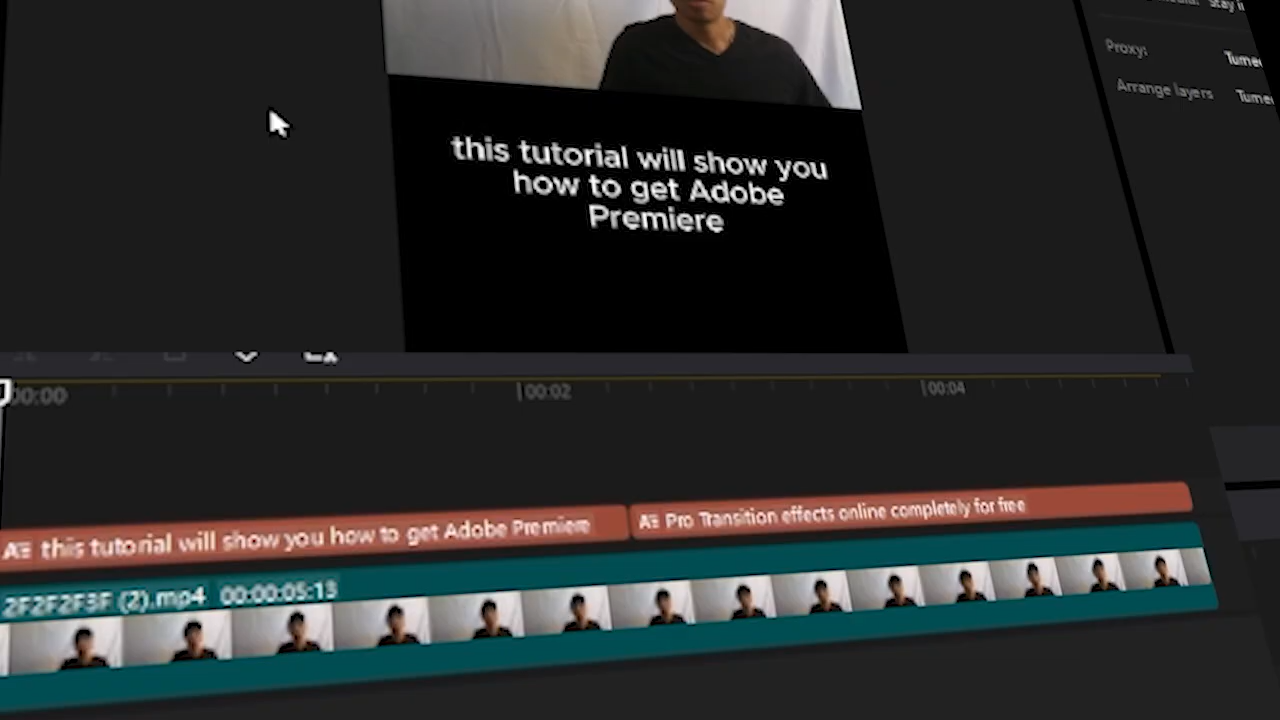 Proxy:
Arrange layers
this tutorial will show you
how to get Adobe
Premiere
00:00
00:02
00:04
this tutorial will show you how to get Adobe Premiere
Pro Transition effects online completely for free
2F2F2F3F (2).mp4 00:00:05:13